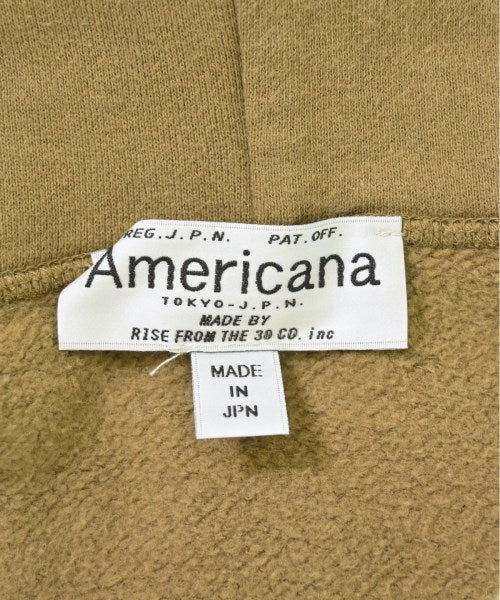 REG. J. P. N. PAT. OFF.
Americana
TOKYO-J.P.N.
MADE BY
RISE FROM THE 30 CO. inc
MADE
IN
JPN